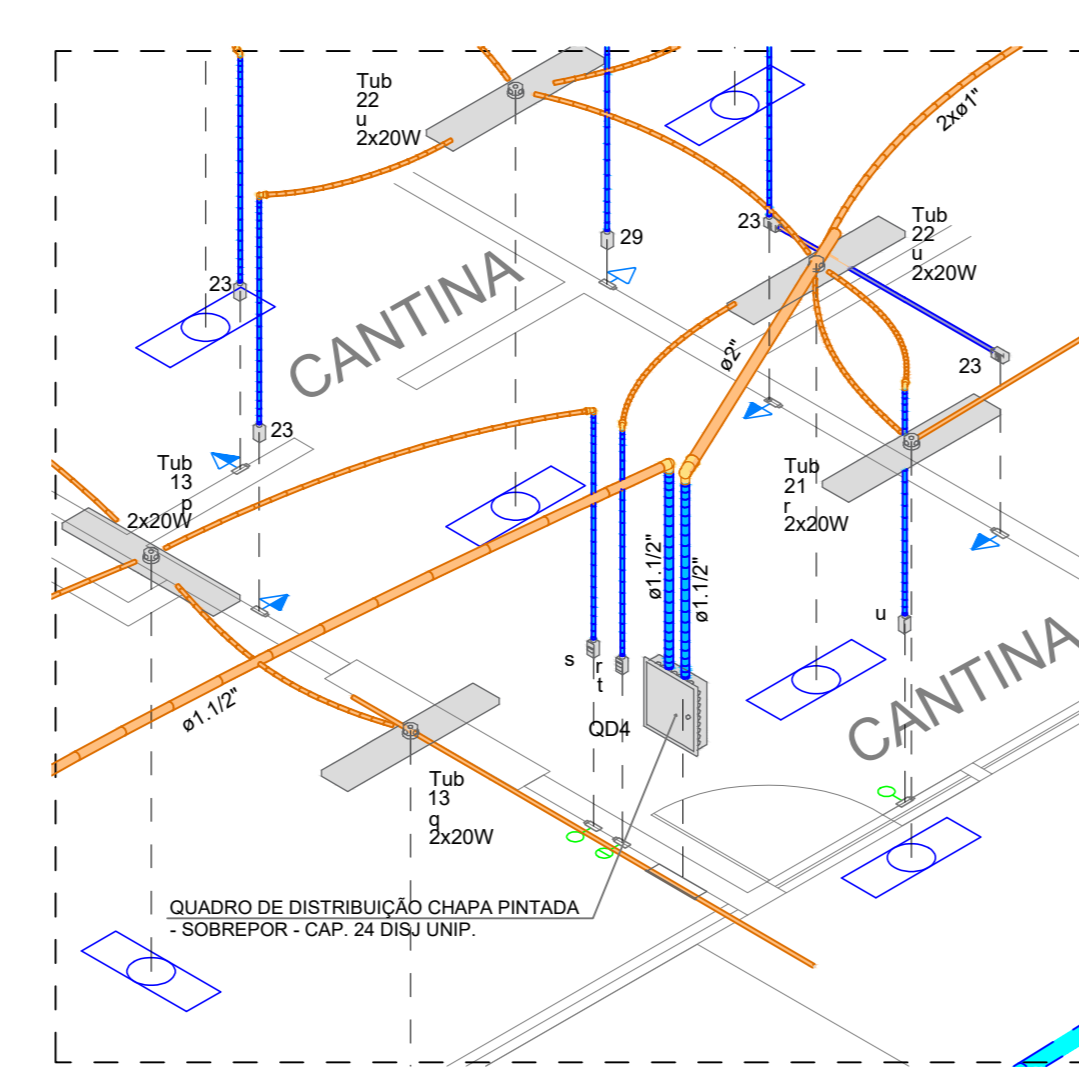 Tub
22
u
2x20W
2xø1"
23
29
23
Tub
22
u
2x20W
CANTINA
ø2"
23
23
Tub
13
p
2x20W
Tub
21
r
2x20W
ø1.1/2"
ø1.1/2"
u
s
r
t
CANTINA
ø1.1/2"
QD4
Tub
13
q
2x20W
QUADRO DE DISTRIBUIÇÃO CHAPA PINTADA
- SOBREPOR - CAP. 24 DISJ UNIP.